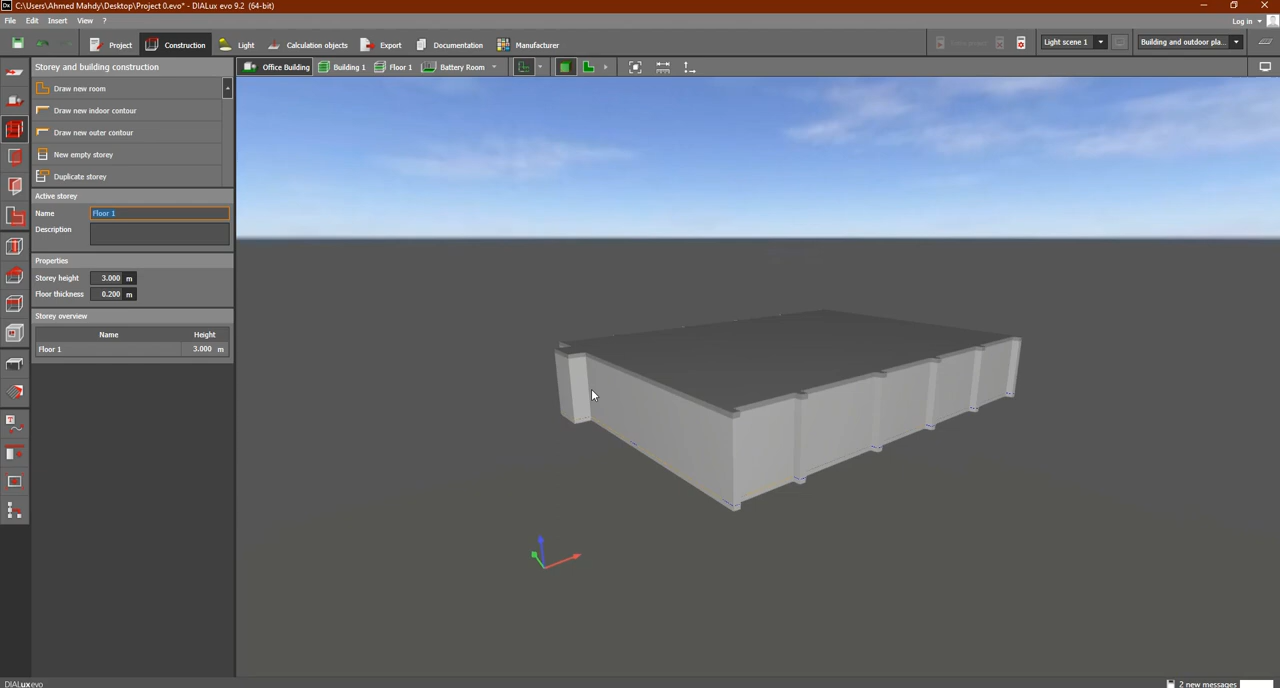 C:\Users\Ahmed Mahdy\Desktop\Project 0.evo* - DIALux evo 9.2 (64-bit)
File Edit Insert View ?
Log in
Project Construction Light Calculation objects Export Documentation Manufacturer
Light scene 1
Building and outdoor pla...
Storey and building construction
Office Building Building 1 Floor 1 Battery Room
Draw new room
Draw new indoor contour
Draw new outer contour
New empty storey
Duplicate storey
Active storey
Name Floor 1
Description
Properties
Storey height 3.000 m
Floor thickness 0.200 m
Storey overview
Name Height
Floor 1 3.000 m
DIALux evo
2 new messages